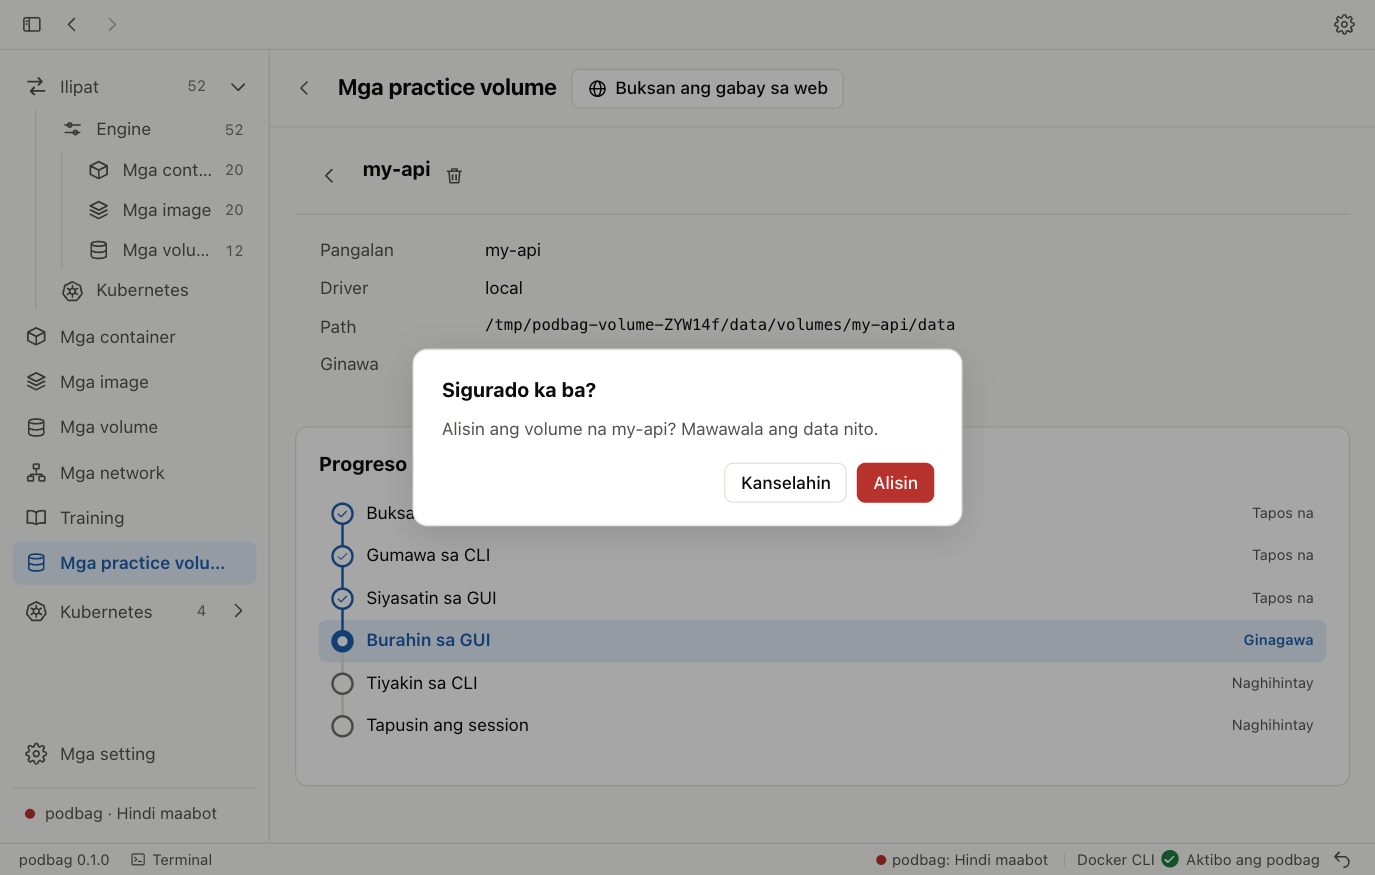 Ilipat 52
Engine 52
Mga cont... 20
Mga image 20
Mga volu... 12
Kubernetes
Mga container
Mga image
Mga volume
Mga network
Training
Mga practice volu...
Kubernetes 4
Mga setting
podbag · Hindi maabot
Mga practice volume
Buksan ang gabay sa web
my-api
Pangalan my-api
Driver local
Path /tmp/podbag-volume-ZYW14f/data/volumes/my-api/data
Ginawa
Sigurado ka ba?
Alisin ang volume na my-api? Mawawala ang data nito.
Kanselahin Alisin
Progreso
Tapos na
Gumawa sa CLI Tapos na
Siyasatin sa GUI Tapos na
Burahin sa GUI Ginagawa
Tiyakin sa CLI Naghihintay
Tapusin ang session Naghihintay
podbag 0.1.0 Terminal podbag: Hindi maabot Docker CLI Aktibo ang podbag